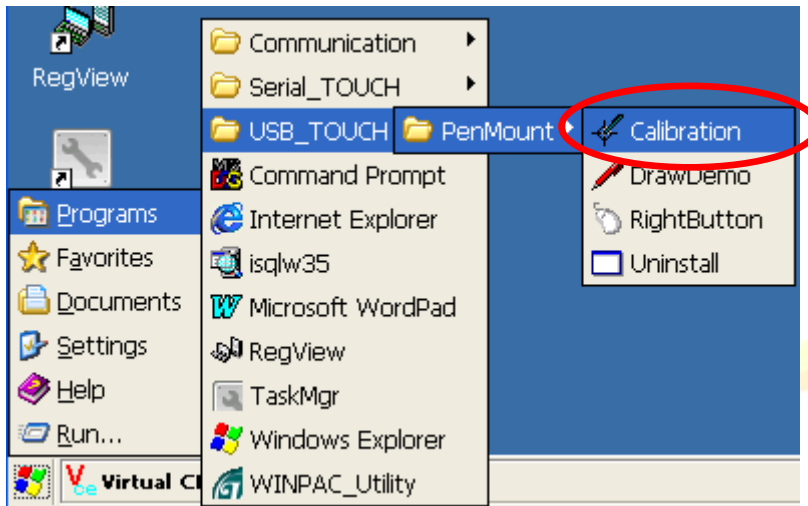 RegView
Communication
Serial_TOUCH
USB_TOUCH
PenMount
Calibration
DrawDemo
RightButton
Uninstall
Command Prompt
Internet Explorer
isqlw35
Microsoft WordPad
RegView
TaskMgr
Windows Explorer
WINPAC_Utility
Programs
Favorites
Documents
Settings
Help
Run...
Virtual